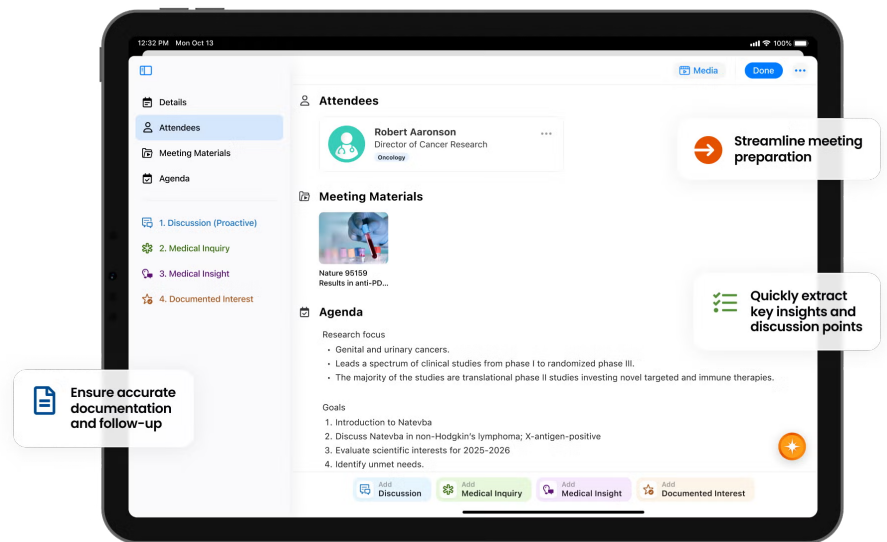 12:32 PM Mon Oct 13
100%
Media
Done
Details
Attendees
Meeting Materials
Agenda
1. Discussion (Proactive)
2. Medical Inquiry
3. Medical Insight
4. Documented Interest
Attendees
Robert Aaronson
Director of Cancer Research
Oncology
Meeting Materials
Nature 95159
Results in anti-PD...
Agenda
Research focus
• Genital and urinary cancers.
• Leads a spectrum of clinical studies from phase I to randomized phase III.
• The majority of the studies are translational phase II studies investing novel targeted and immune therapies.
Goals
1. Introduction to Natevba
2. Discuss Natevba in non-Hodgkin's lymphoma; X-antigen-positive
3. Evaluate scientific interests for 2025-2026
4. Identify unmet needs.
Add
Discussion
Add
Medical Inquiry
Add
Medical Insight
Add
Documented Interest
Streamline meeting
preparation
Quickly extract
key insights and
discussion points
Ensure accurate
documentation
and follow-up